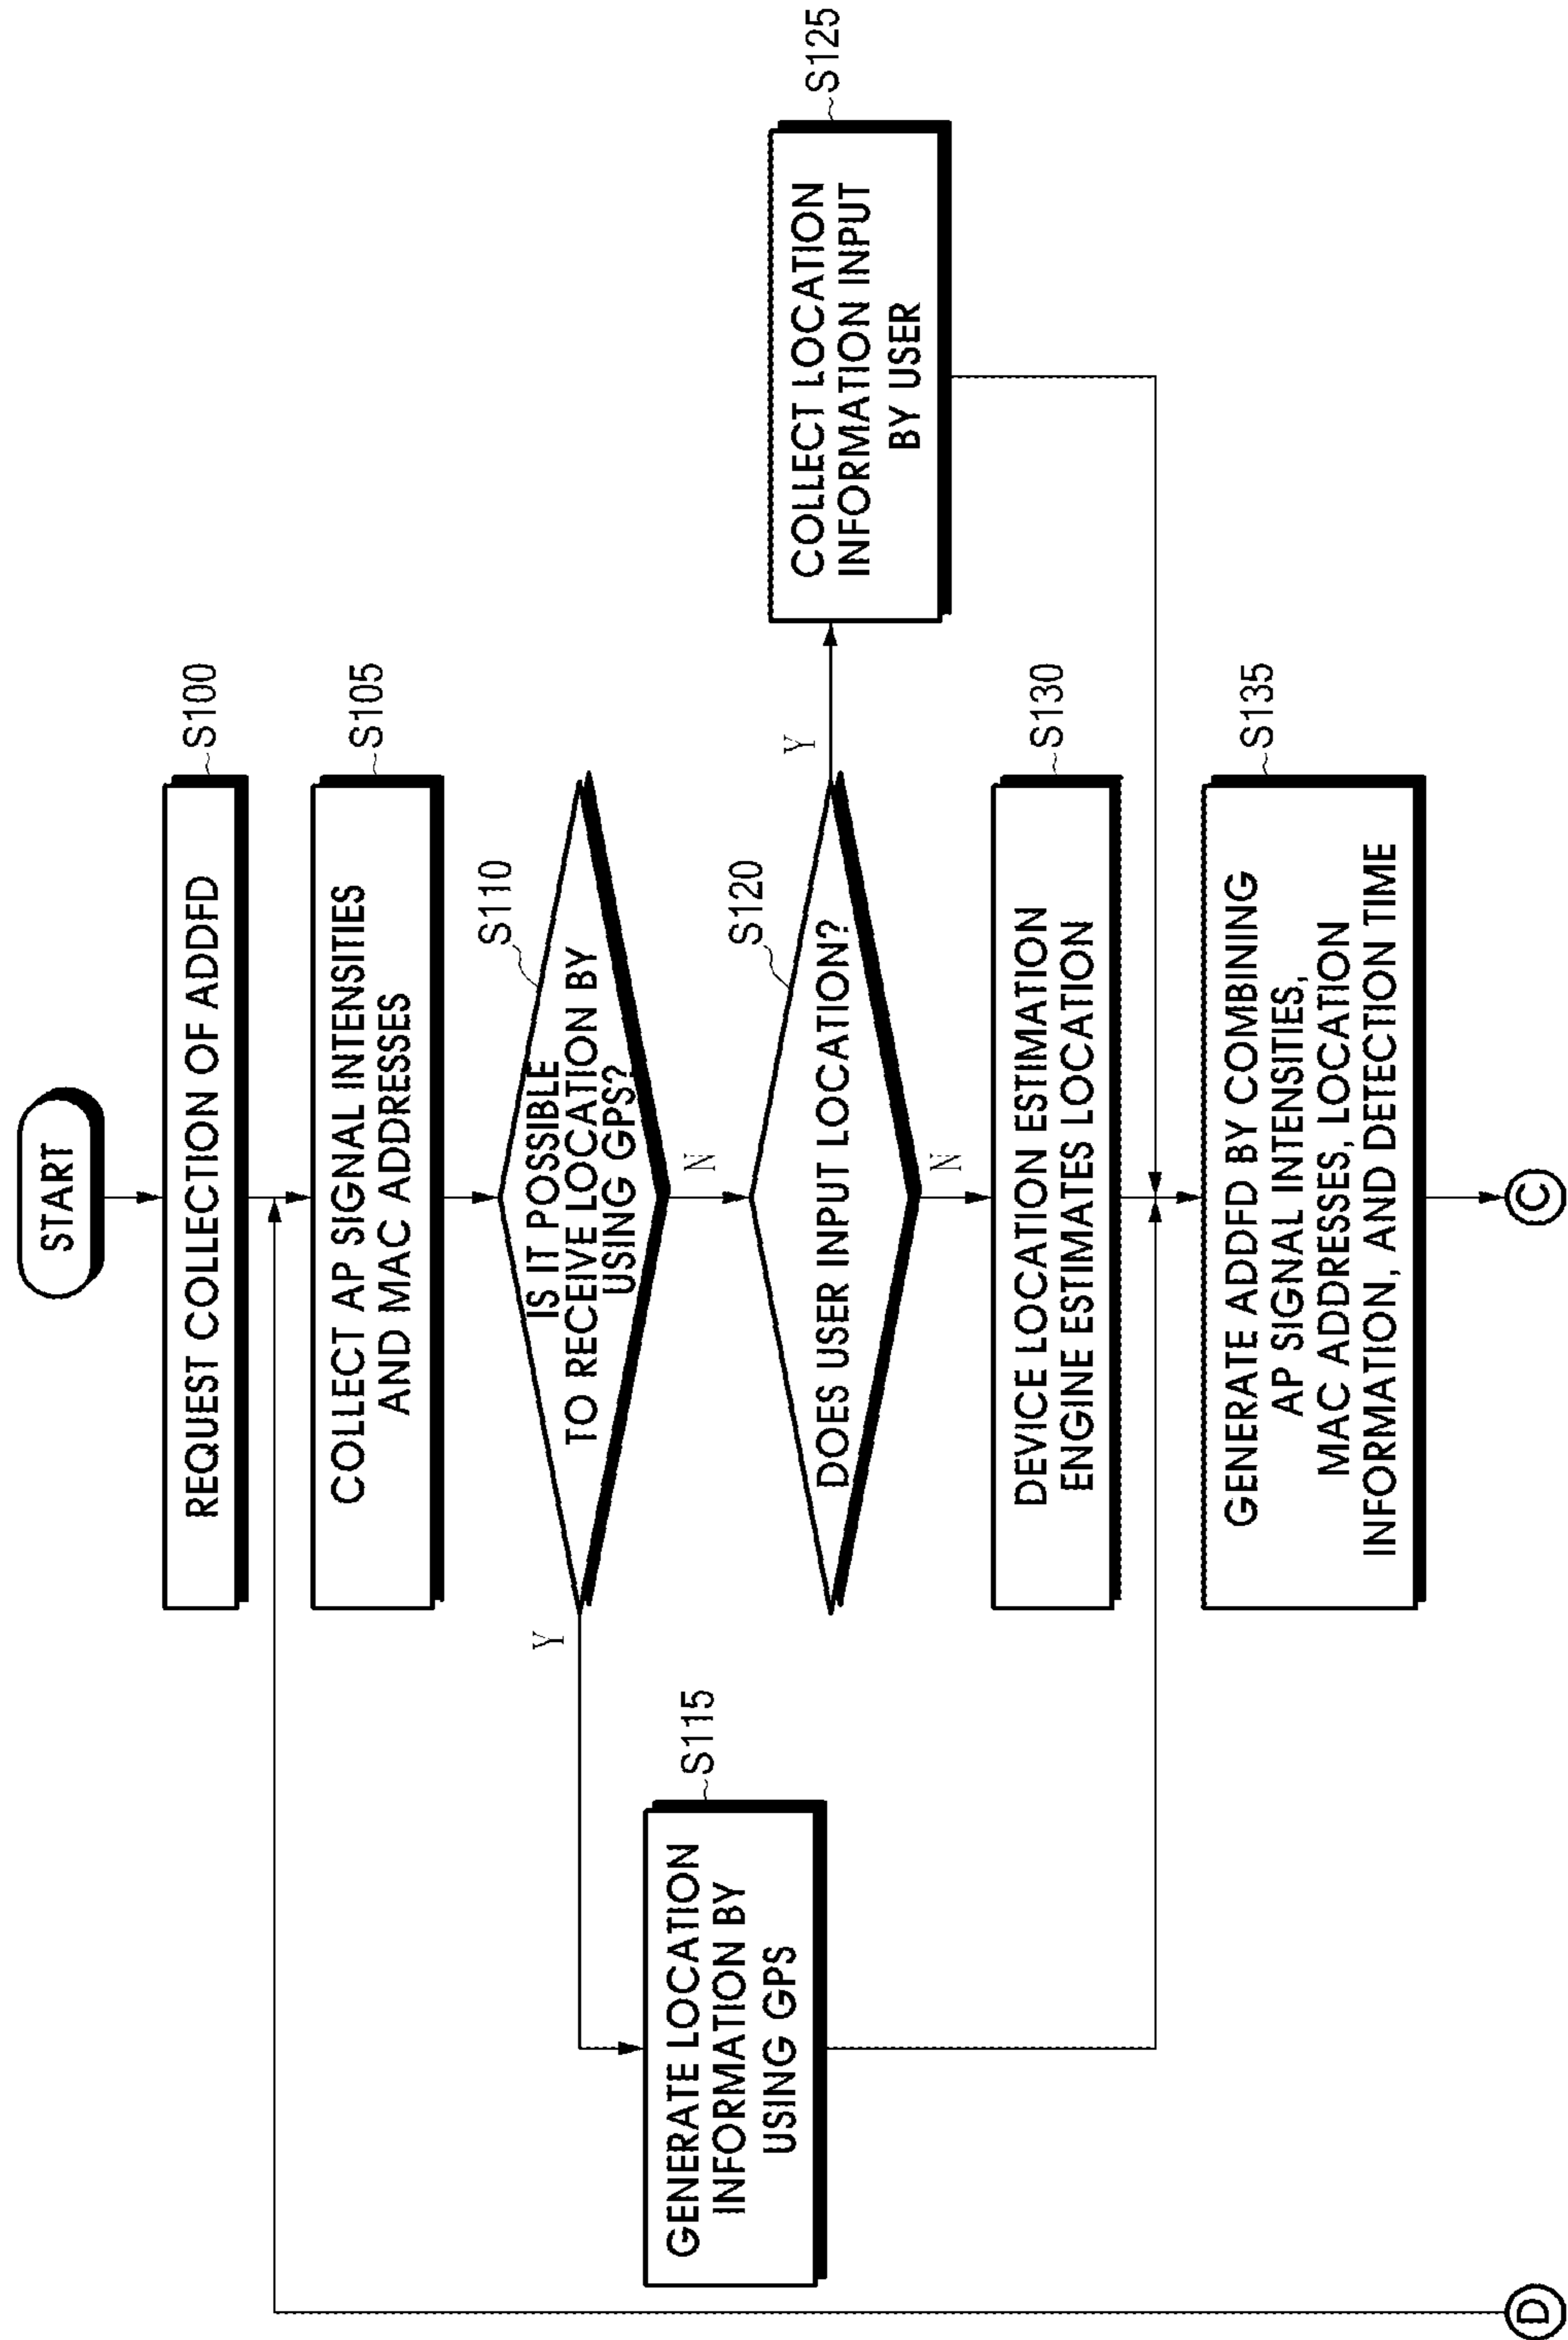 START
REQUEST COLLECTION OF ADDFD
S100
COLLECT AP SIGNAL INTENSITIES
AND MAC ADDRESSES
S105
IS IT POSSIBLE
TO RECEIVE LOCATION BY
USING GPS?
S110
Y
N
GENERATE LOCATION
INFORMATION BY
USING GPS
S115
DOES USER INPUT LOCATION?
S120
Y
N
COLLECT LOCATION
INFORMATION INPUT
BY USER
S125
DEVICE LOCATION ESTIMATION
ENGINE ESTIMATES LOCATION
S130
GENERATE ADDFD BY COMBINING
AP SIGNAL INTENSITIES,
MAC ADDRESSES, LOCATION
INFORMATION, AND DETECTION TIME
S135
D
C